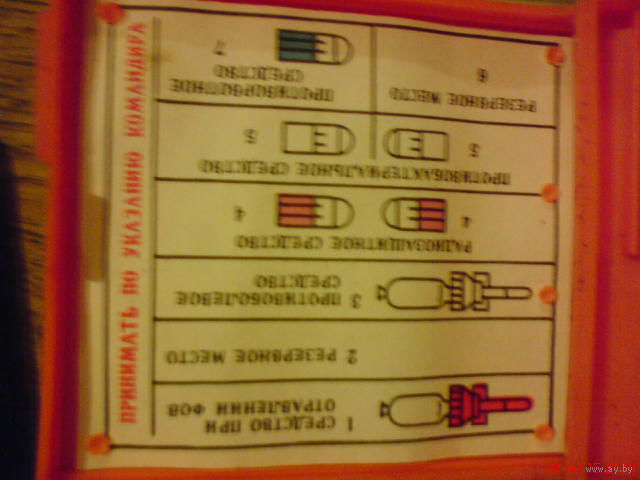 ПРИНИМАТЬ ПО УКАЗАНИЮ КОМАНДИРА
1 СРЕДСТВО ПРИ
ОТРАВЛЕНИИ ФОВ
2 РЕЗЕРВНОЕ МЕСТО
3 ПРОТИВОБОЛЕВОЕ
СРЕДСТВО
РАДИОЗАЩИТНОЕ СРЕДСТВО
4 4
ПРОТИВОБАКТЕРИАЛЬНОЕ СРЕДСТВО
5 5
РЕЗЕРВНОЕ МЕСТО
6
ПРОТИВОРВОТНОЕ
СРЕДСТВО
7
www.ay.by